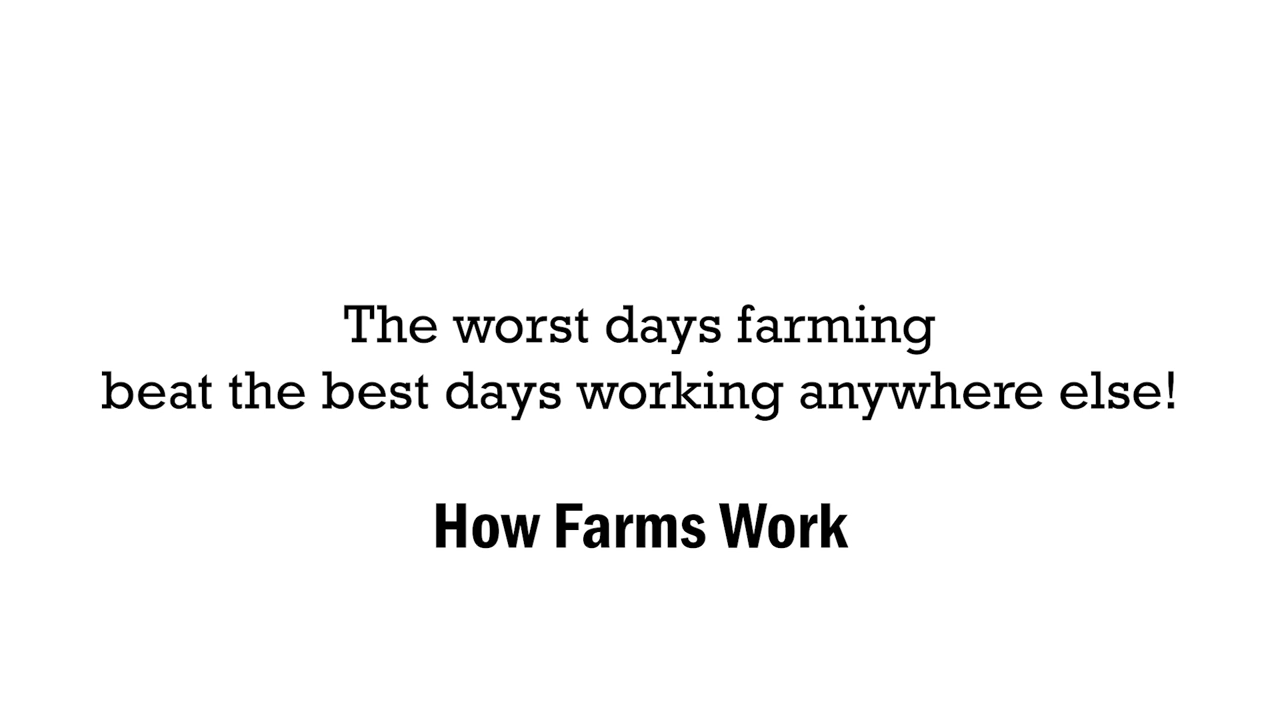 The worst days farming
beat the best days working anywhere else!
How Farms Work